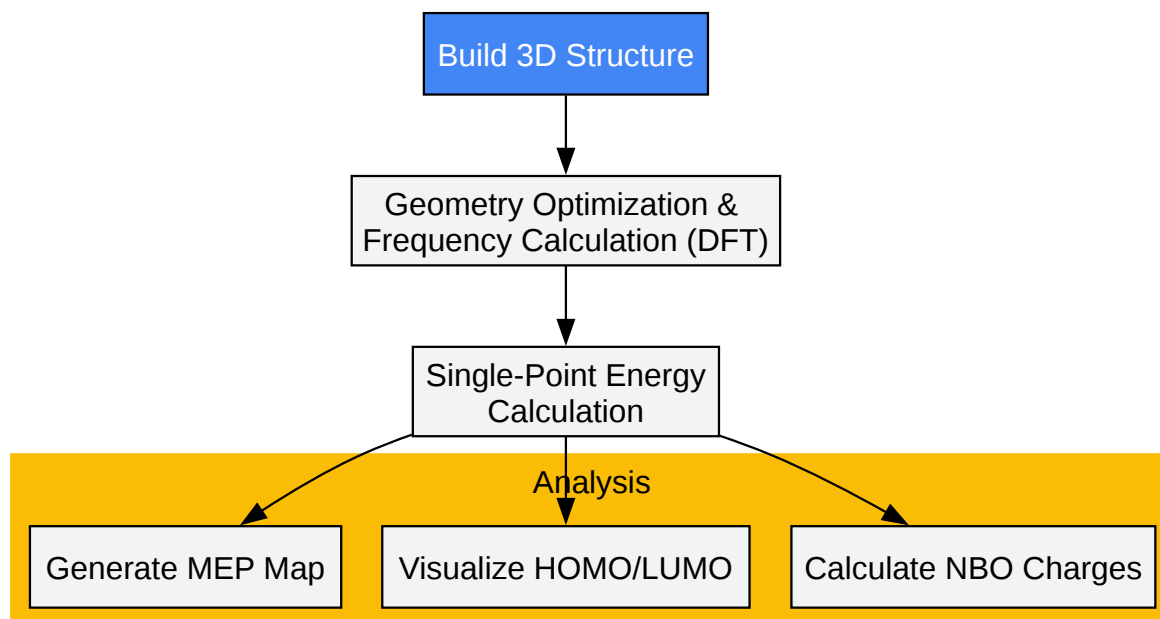 Build 3D Structure
Geometry Optimization &
Frequency Calculation (DFT)
Single-Point Energy
Calculation
Analysis
Generate MEP Map
Visualize HOMO/LUMO
Calculate NBO Charges